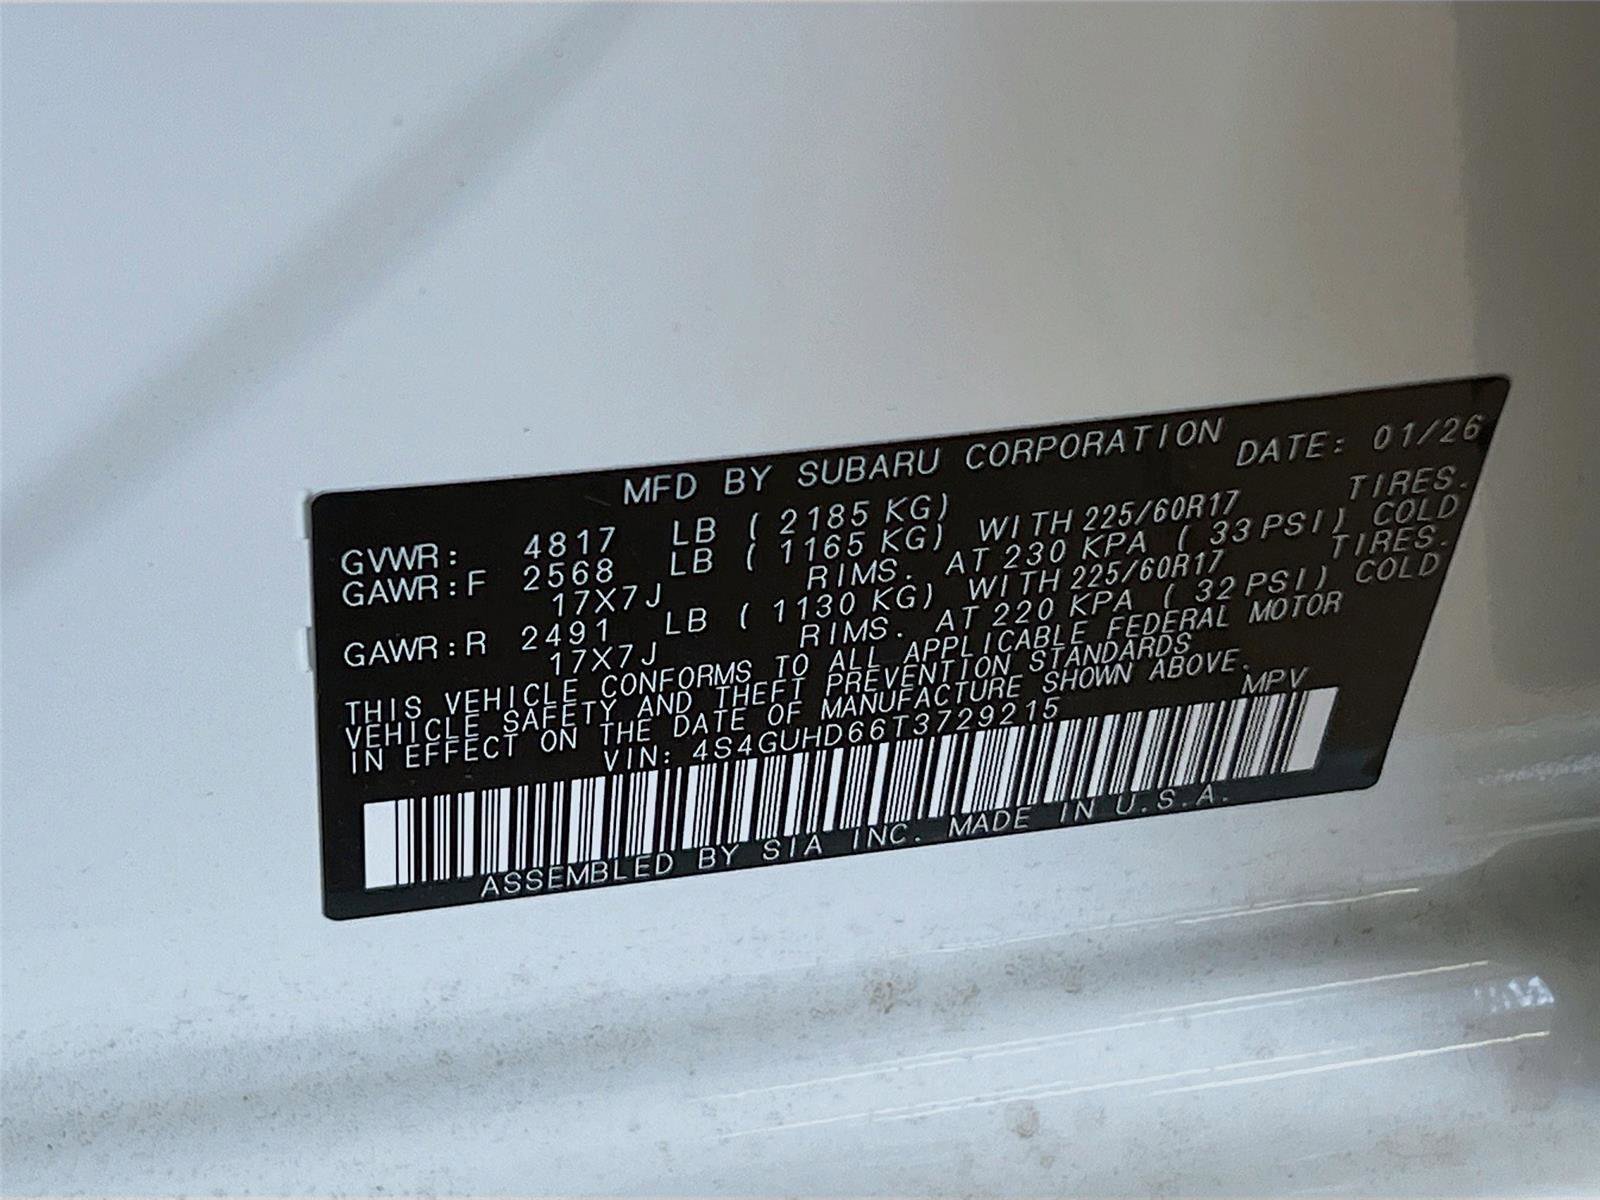 MFD BY SUBARU CORPORATION DATE: 01/26
GVWR: 4817 LB ( 2185 KG)
GAWR:F 2568 LB ( 1165 KG) WITH 225/60R17 TIRES.
17X7J RIMS. AT 230 KPA ( 33 PSI) COLD
GAWR:R 2491 LB ( 1130 KG) WITH 225/60R17 TIRES.
17X7J RIMS. AT 220 KPA ( 32 PSI) COLD
THIS VEHICLE CONFORMS TO ALL APPLICABLE FEDERAL MOTOR
VEHICLE SAFETY AND THEFT PREVENTION STANDARDS
IN EFFECT ON THE DATE OF MANUFACTURE SHOWN ABOVE.
VIN: 4S4GUHD66T3729215 MPV
ASSEMBLED BY SIA INC. MADE IN U.S.A.